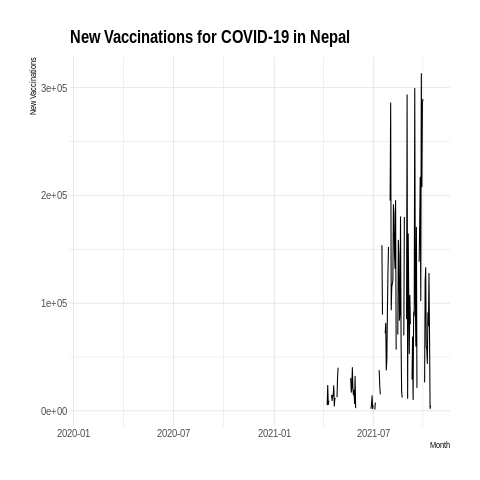 New Vaccinations for COVID-19 in Nepal
New Vaccinations
3e+05
2e+05
1e+05
0e+00
2020-01 2020-07 2021-01 2021-07
Month